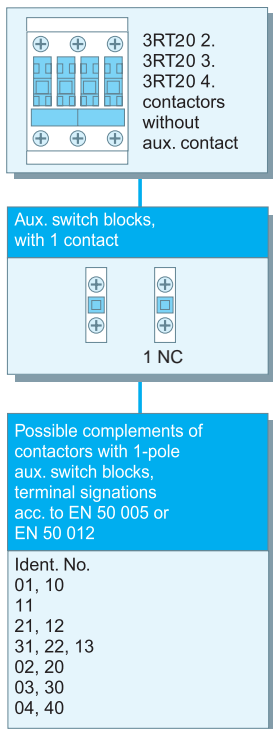 3RT20 2.
3RT20 3.
3RT20 4.
contactors
without
aux. contact
Aux. switch blocks,
with 1 contact
1 NC
Possible complements of
contactors with 1-pole
aux. switch blocks,
terminal signations
acc. to EN 50 005 or
EN 50 012
Ident. No.
01, 10
11
21, 12
31, 22, 13
02, 20
03, 30
04, 40